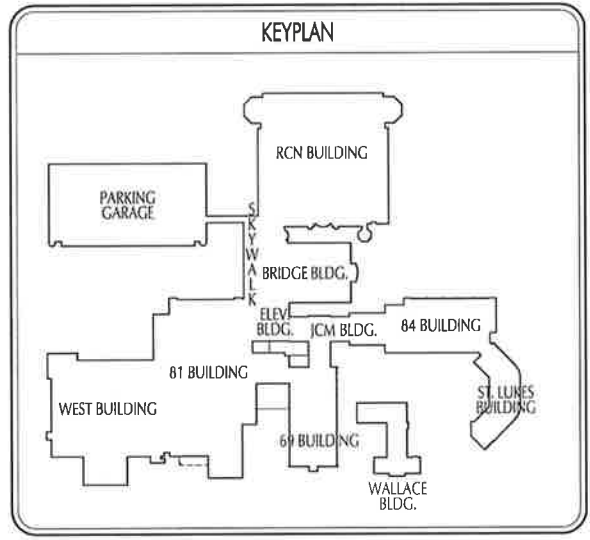 KEYPLAN
RCN BUILDING
PARKING
GARAGE
SKYWALK
BRIDGE BLDG.
ELEV.
BLDG.
JCM BLDG.
84 BUILDING
81 BUILDING
WEST BUILDING
ST. LUKES
BUILDING
69 BUILDING
WALLACE
BLDG.